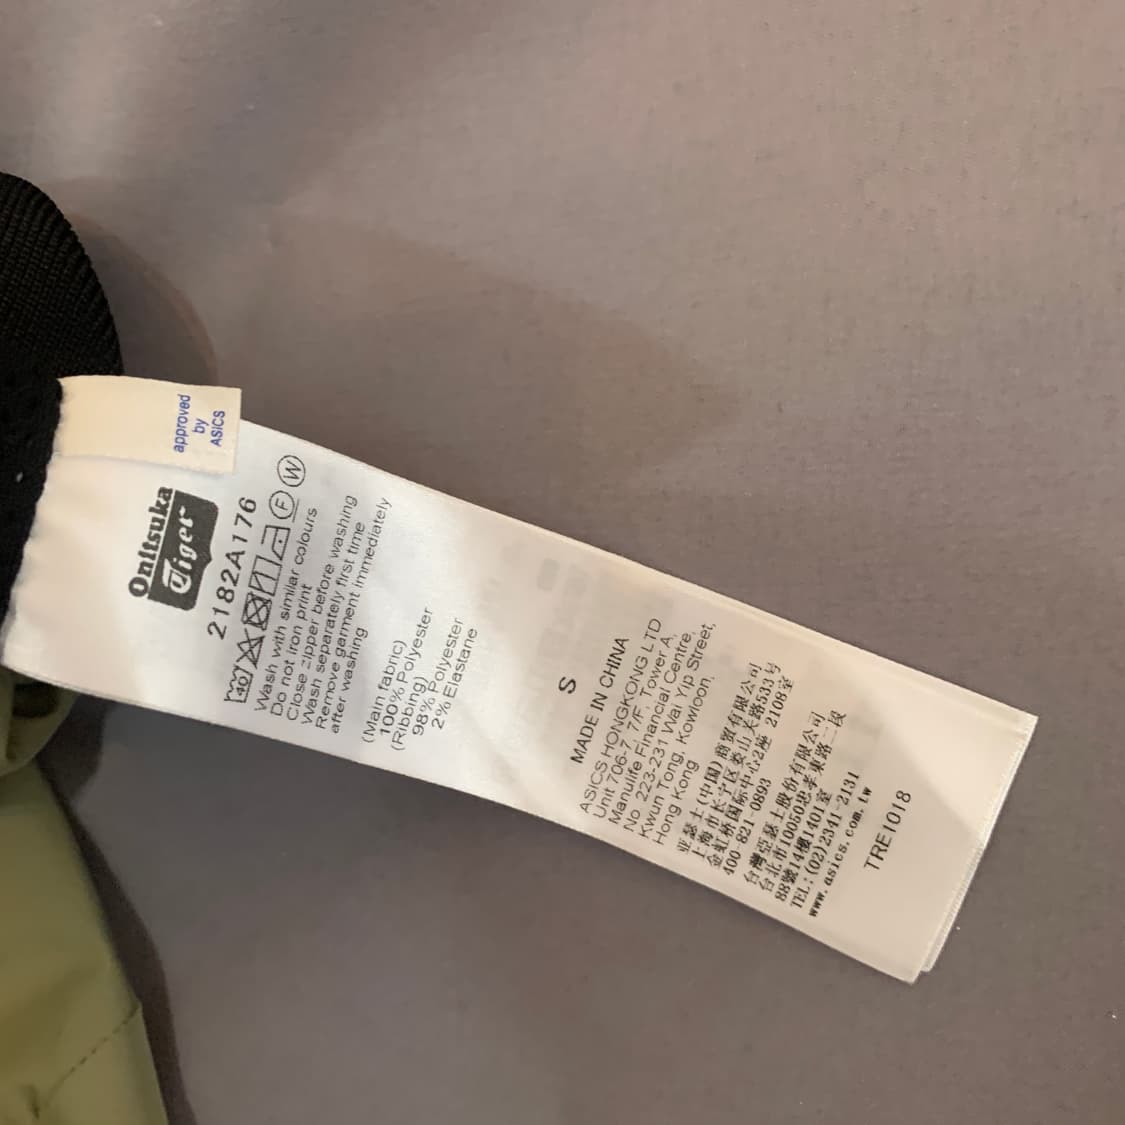 approved
by
ASICS
Onitsuka
Tiger
2182A176
40 F W
Wash with similar colours
Do not iron print
Close zipper before washing
Wash separately first time
Remove garment immediately
after washing
(Main fabric)
100% Polyester
(Ribbing)
98% Polyester
2% Elastane
S
MADE IN CHINA
ASICS HONGKONG LTD
Unit 706-7, 7/F, Tower A,
Manulife Financial Centre,
No. 223-231 Wai Yip Street,
Kwun Tong, Kowloon,
Hong Kong
亚瑟士(中国)商贸有限公司
上海市长宁区娄山关路533号
金虹桥国际中心2座 2108室
400-821-0893
台灣亞瑟士股份有限公司
台北市10050忠孝東路二段
88號14樓1401室
TEL:(02)2341-2131
www.asics.com.tw
TRE1018